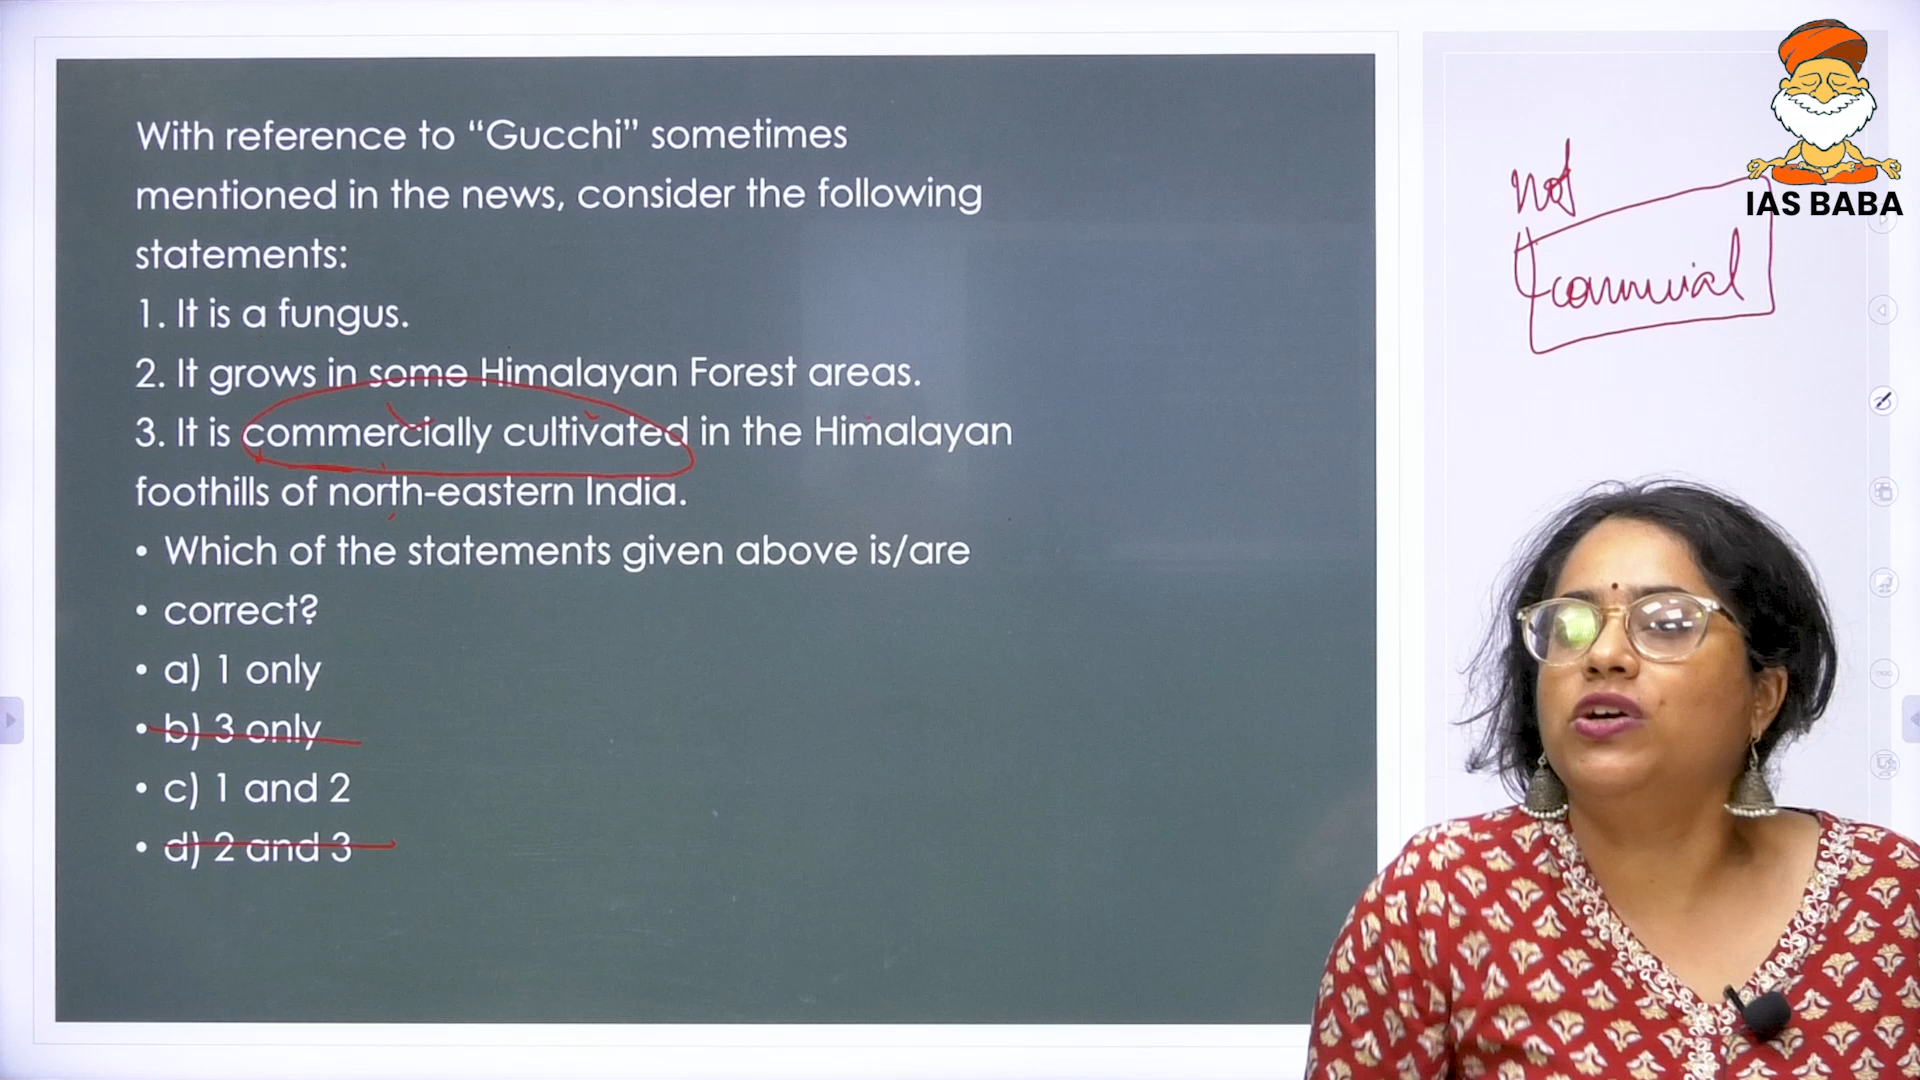 With reference to “Gucchi” sometimes
mentioned in the news, consider the following
statements:
1. It is a fungus.
2. It grows in some Himalayan Forest areas.
3. It is commercially cultivated in the Himalayan
foothills of north-eastern India.
• Which of the statements given above is/are
• correct?
• a) 1 only
• b) 3 only
• c) 1 and 2
• d) 2 and 3
not
IAS BABA